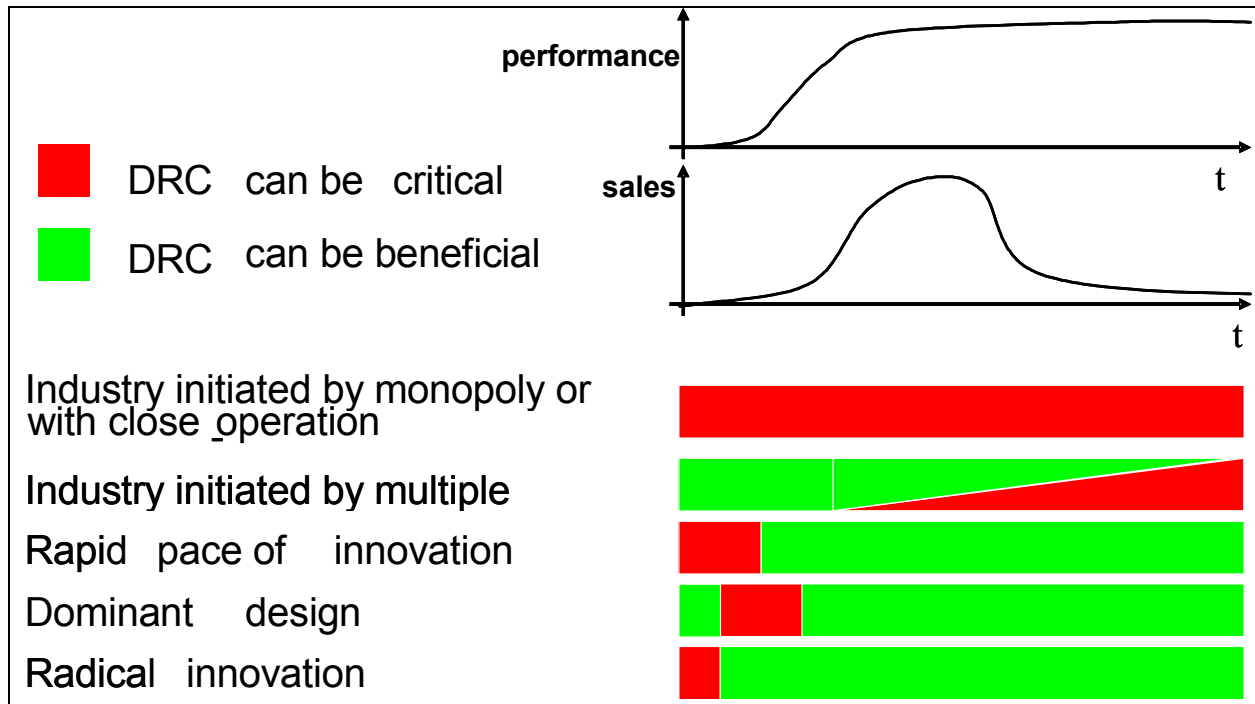 performance
t
sales
t
DRC can be critical
DRC can be beneficial
Industry initiated by monopoly or
with close _operation
Industry initiated by multiple
Rapid pace of innovation
Dominant design
Radical innovation